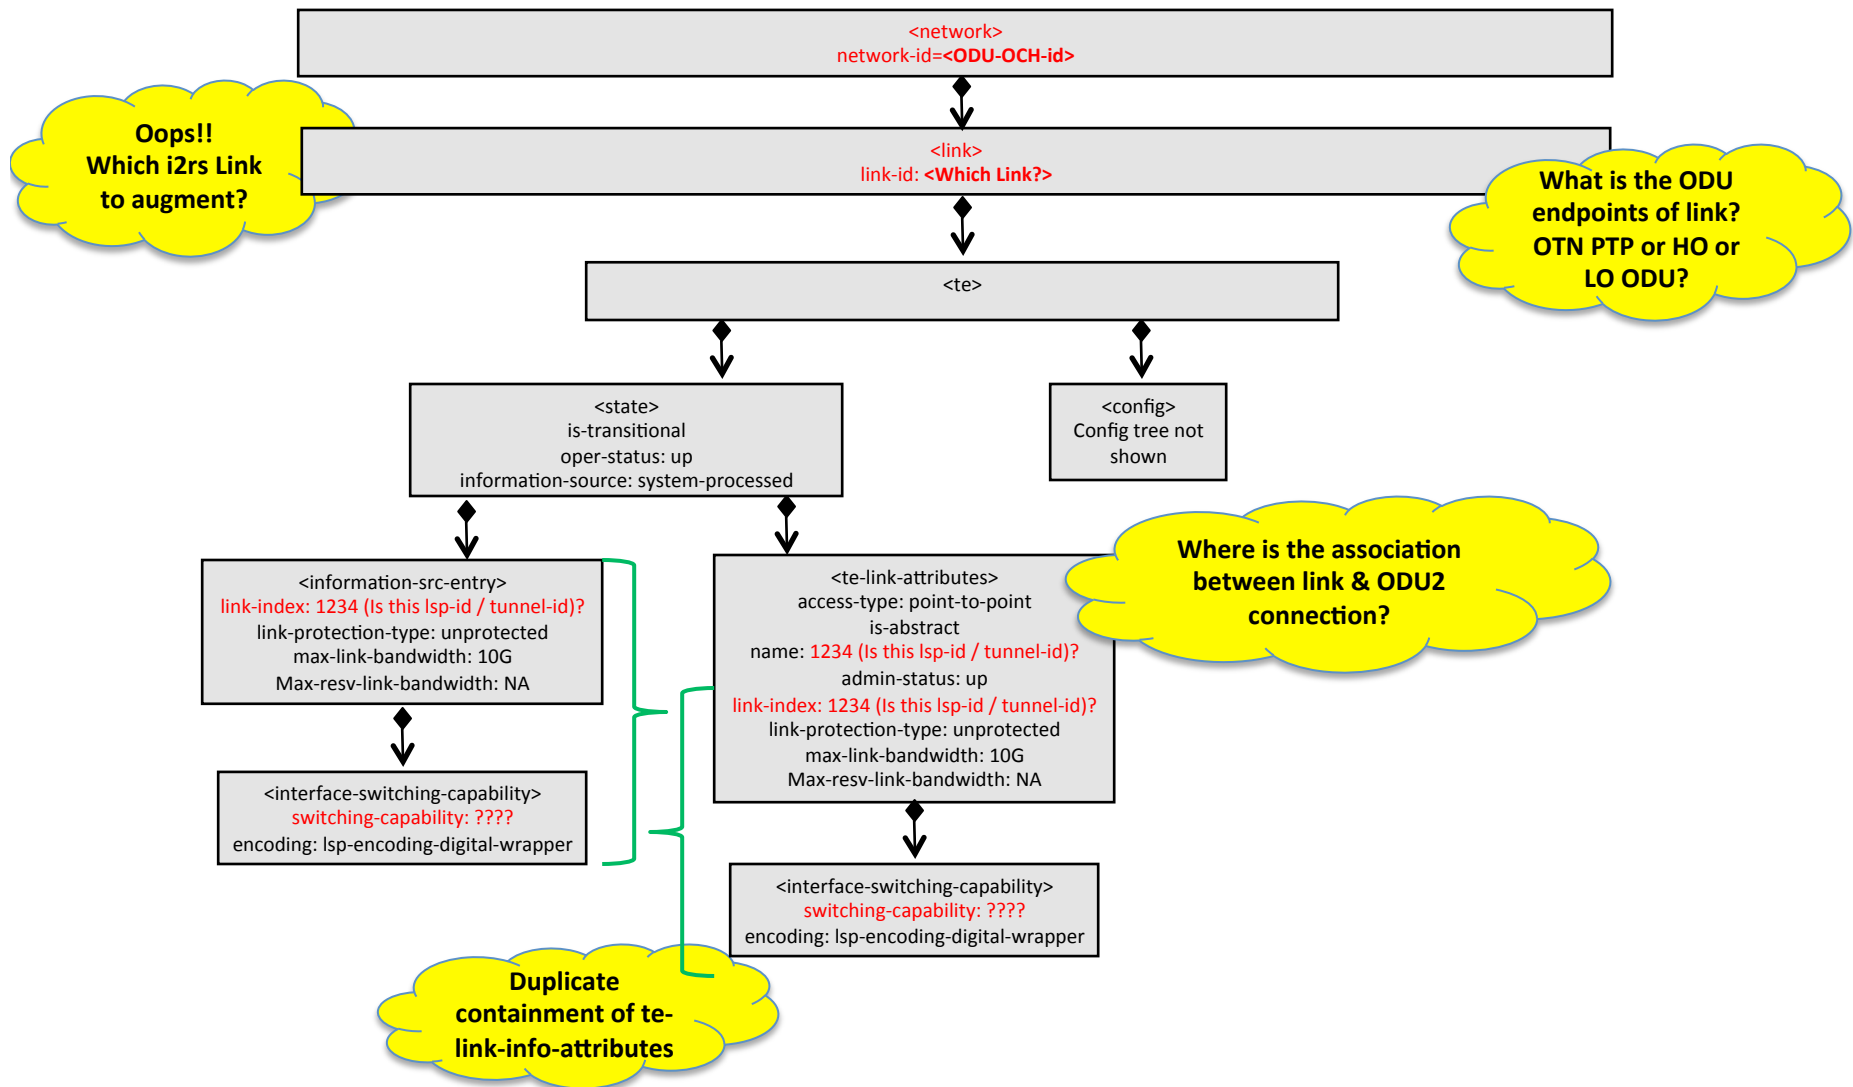 <network>
network-id=<ODU-OCH-id>
Oops!!
Which i2rs Link
to augment?
<link>
link-id: <Which Link?>
What is the ODU
endpoints of link?
OTN PTP or HO or
LO ODU?
<te>
<state>
is-transitional
oper-status: up
information-source: system-processed
<config>
Config tree not
shown
<information-src-entry>
link-index: 1234 (Is this lsp-id / tunnel-id)?
link-protection-type: unprotected
max-link-bandwidth: 10G
Max-resv-link-bandwidth: NA
<te-link-attributes>
access-type: point-to-point
is-abstract
name: 1234 (Is this lsp-id / tunnel-id)?
admin-status: up
link-index: 1234 (Is this lsp-id / tunnel-id)?
link-protection-type: unprotected
max-link-bandwidth: 10G
Max-resv-link-bandwidth: NA
Where is the association
between link & ODU2
connection?
<interface-switching-capability>
switching-capability: ????
encoding: lsp-encoding-digital-wrapper
<interface-switching-capability>
switching-capability: ????
encoding: lsp-encoding-digital-wrapper
Duplicate
containment of te-
link-info-attributes